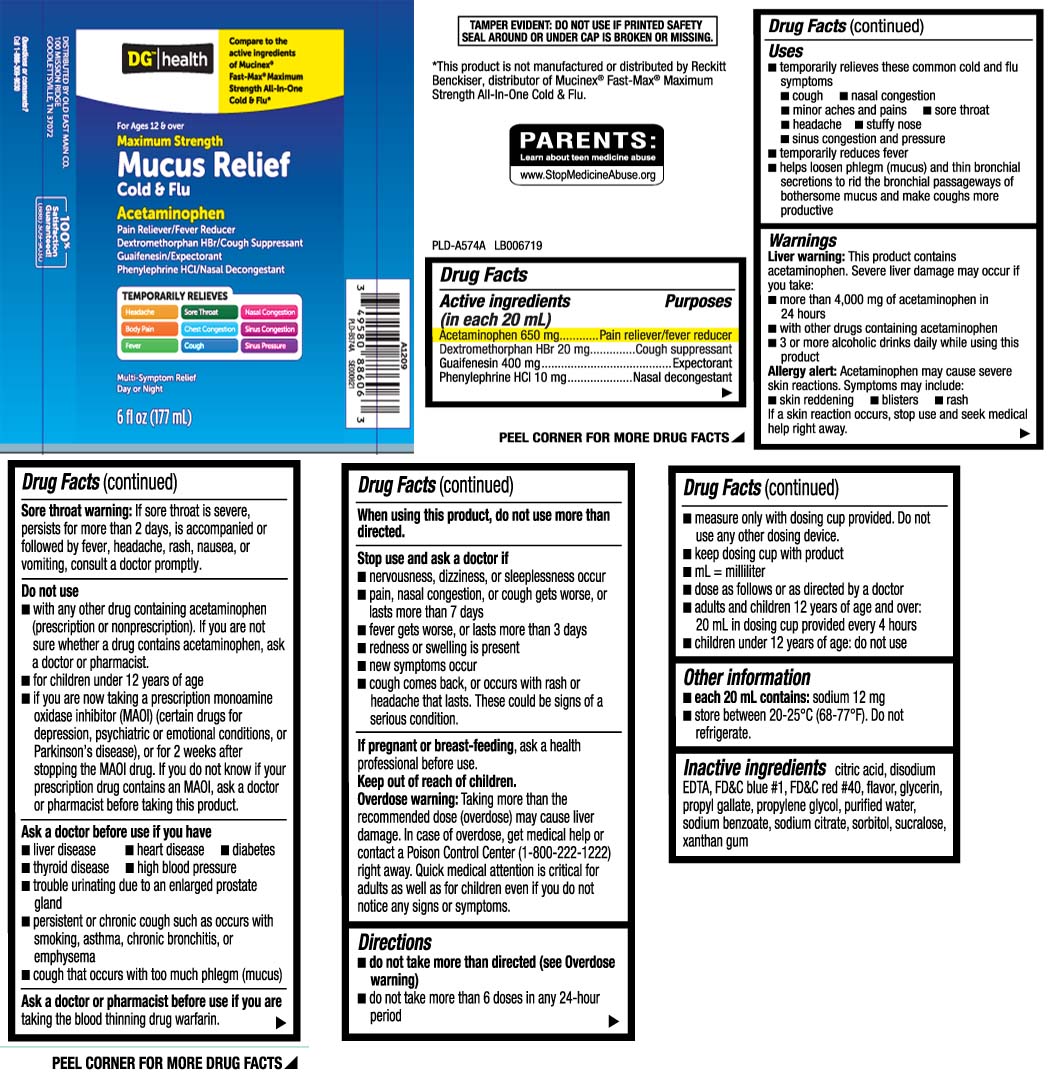 DISTRIBUTED BY OLD EAST MAIN CO.
100 MISSION RIDGE
GOODLETTSVILLE, TN 37072
Questions or comments?
100%
Satisfaction
Guaranteed!
DG™ health
Compare to the
active ingredients
of Mucinex®
Fast-Max® Maximum
Strength All-In-One
Cold & Flu*
For Ages 12 & over
Maximum Strength
Mucus Relief
Cold & Flu
Acetaminophen
Pain Reliever/Fever Reducer
Dextromethorphan HBr/Cough Suppressant
Guaifenesin/Expectorant
Phenylephrine HCl/Nasal Decongestant
TEMPORARILY RELIEVES
Headache Sore Throat Nasal Congestion
Body Pain Chest Congestion Sinus Congestion
Fever Cough Sinus Pressure
Multi-Symptom Relief
Day or Night
6 fl oz (177 mL)
3 49580 88606 3
A1209
TAMPER EVIDENT: DO NOT USE IF PRINTED SAFETY
SEAL AROUND OR UNDER CAP IS BROKEN OR MISSING.
*This product is not manufactured or distributed by Reckitt
Benckiser, distributor of Mucinex® Fast-Max® Maximum
Strength All-In-One Cold & Flu.
PARENTS:
Learn about teen medicine abuse
www.StopMedicineAbuse.org
PLD-A574A LB006719
Drug Facts
Active ingredients Purposes
(in each 20 mL)
Acetaminophen 650 mg............Pain reliever/fever reducer
Dextromethorphan HBr 20 mg..............Cough suppressant
Guaifenesin 400 mg........................................Expectorant
Phenylephrine HCl 10 mg....................Nasal decongestant
PEEL CORNER FOR MORE DRUG FACTS
Drug Facts (continued)
Uses
■ temporarily relieves these common cold and flu
symptoms
■ cough ■ nasal congestion
■ minor aches and pains ■ sore throat
■ headache ■ stuffy nose
■ sinus congestion and pressure
■ temporarily reduces fever
■ helps loosen phlegm (mucus) and thin bronchial
secretions to rid the bronchial passageways of
bothersome mucus and make coughs more
productive
Warnings
Liver warning: This product contains
acetaminophen. Severe liver damage may occur if
you take:
■ more than 4,000 mg of acetaminophen in
24 hours
■ with other drugs containing acetaminophen
■ 3 or more alcoholic drinks daily while using this
product
Allergy alert: Acetaminophen may cause severe
skin reactions. Symptoms may include:
■ skin reddening ■ blisters ■ rash
If a skin reaction occurs, stop use and seek medical
help right away.
Drug Facts (continued)
Sore throat warning: If sore throat is severe,
persists for more than 2 days, is accompanied or
followed by fever, headache, rash, nausea, or
vomiting, consult a doctor promptly.
Do not use
■ with any other drug containing acetaminophen
(prescription or nonprescription). If you are not
sure whether a drug contains acetaminophen, ask
a doctor or pharmacist.
■ for children under 12 years of age
■ if you are now taking a prescription monoamine
oxidase inhibitor (MAOI) (certain drugs for
depression, psychiatric or emotional conditions, or
Parkinson's disease), or for 2 weeks after
stopping the MAOI drug. If you do not know if your
prescription drug contains an MAOI, ask a doctor
or pharmacist before taking this product.
Ask a doctor before use if you have
■ liver disease ■ heart disease ■ diabetes
■ thyroid disease ■ high blood pressure
■ trouble urinating due to an enlarged prostate
gland
■ persistent or chronic cough such as occurs with
smoking, asthma, chronic bronchitis, or
emphysema
■ cough that occurs with too much phlegm (mucus)
Ask a doctor or pharmacist before use if you are
taking the blood thinning drug warfarin.
PEEL CORNER FOR MORE DRUG FACTS
Drug Facts (continued)
When using this product, do not use more than
directed.
Stop use and ask a doctor if
■ nervousness, dizziness, or sleeplessness occur
■ pain, nasal congestion, or cough gets worse, or
lasts more than 7 days
■ fever gets worse, or lasts more than 3 days
■ redness or swelling is present
■ new symptoms occur
■ cough comes back, or occurs with rash or
headache that lasts. These could be signs of a
serious condition.
If pregnant or breast-feeding, ask a health
professional before use.
Keep out of reach of children.
Overdose warning: Taking more than the
recommended dose (overdose) may cause liver
damage. In case of overdose, get medical help or
contact a Poison Control Center (1-800-222-1222)
right away. Quick medical attention is critical for
adults as well as for children even if you do not
notice any signs or symptoms.
Directions
■ do not take more than directed (see Overdose
warning)
■ do not take more than 6 doses in any 24-hour
period
Drug Facts (continued)
■ measure only with dosing cup provided. Do not
use any other dosing device.
■ keep dosing cup with product
■ mL = milliliter
■ dose as follows or as directed by a doctor
■ adults and children 12 years of age and over:
20 mL in dosing cup provided every 4 hours
■ children under 12 years of age: do not use
Other information
■ each 20 mL contains: sodium 12 mg
■ store between 20-25°C (68-77°F). Do not
refrigerate.
Inactive ingredients citric acid, disodium
EDTA, FD&C blue #1, FD&C red #40, flavor, glycerin,
propyl gallate, propylene glycol, purified water,
sodium benzoate, sodium citrate, sorbitol, sucralose,
xanthan gum